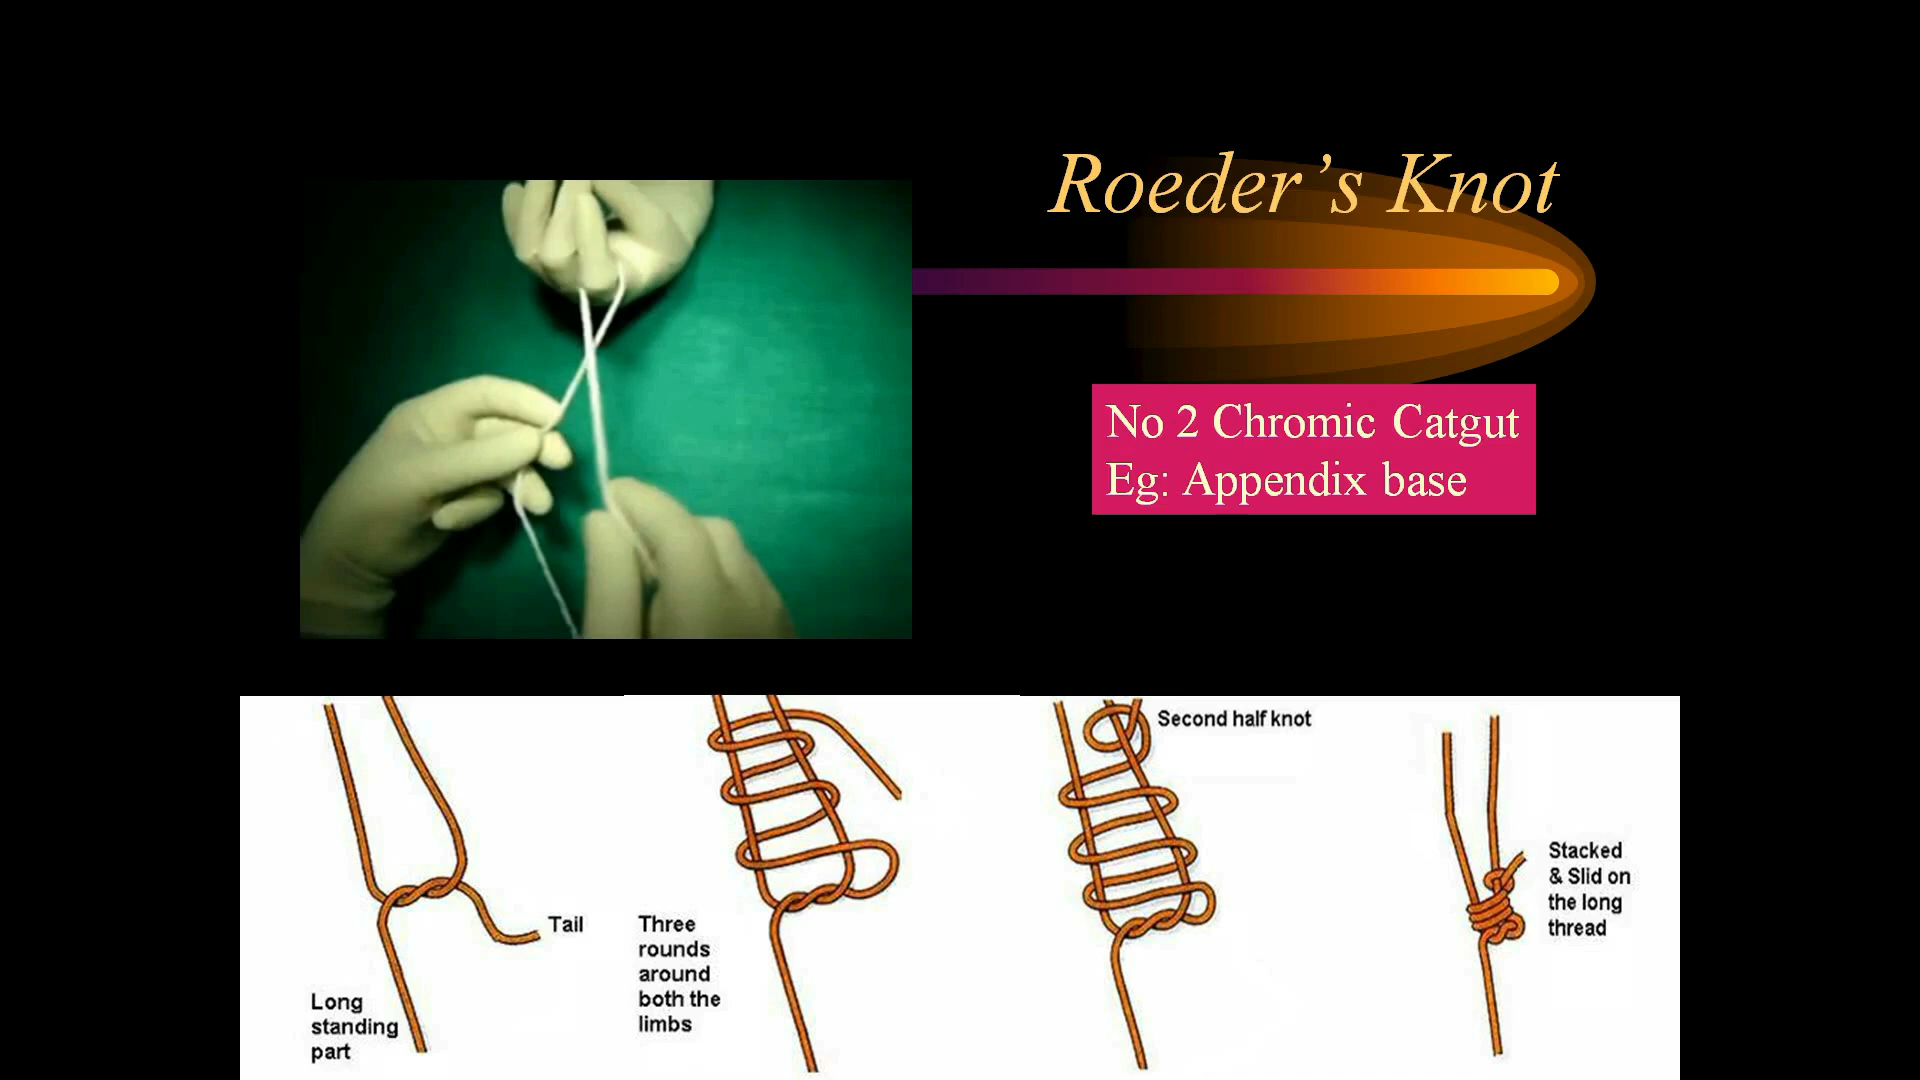 Roeder’s Knot
No 2 Chromic Catgut
Eg: Appendix base
Tail
Long
standing
part
Three
rounds
around
both the
limbs
Second half knot
Stacked
& Slid on
the long
thread